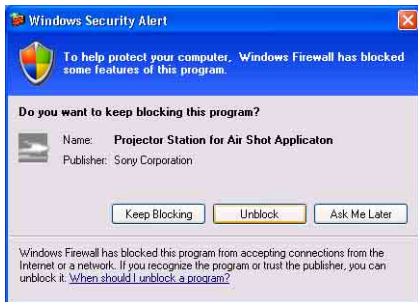 Windows Security Alert
To help protect your computer, Windows Firewall has blocked
some features of this program.
Do you want to keep blocking this program?
Name: Projector Station for Air Shot Applicaton
Publisher: Sony Corporation
Keep Blocking Unblock Ask Me Later
Windows Firewall has blocked this program from accepting connections from the
Internet or a network. If you recognize the program or trust the publisher, you can
unblock it. When should I unblock a program?